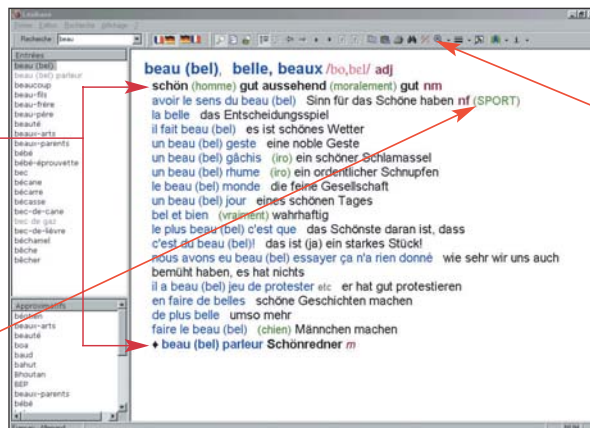 Recherche : beau
Entrées
beau (bel)
beau (bel) parleur
beaucoup
beau-fils
beau-frère
beau-père
beauté
beaux-arts
beaux-parents
bébé
bébé-éprouvette
bec
bécane
bécarre
bécasse
bec-de-cane
bec de gaz
bec-de-lièvre
béchamel
bêche
bêcher
Approximatifs
béotien
beaux-arts
beauté
boa
baud
bahut
Bhoutan
BEP
beaux-parents
bébé
beau (bel), belle, beaux /bo,bɛl/ adj
schön (homme) gut aussehend (moralement) gut nm
avoir le sens du beau (bel) Sinn für das Schöne haben nf (SPORT)
la belle das Entscheidungsspiel
il fait beau (bel) es ist schönes Wetter
un beau (bel) geste eine noble Geste
un beau (bel) gâchis (iro) ein schöner Schlamassel
un beau (bel) rhume (iro) ein ordentlicher Schnupfen
le beau (bel) monde die feine Gesellschaft
un beau (bel) jour eines schönen Tages
bel et bien (vraiment) wahrhaftig
le plus beau (bel) c'est que das Schönste daran ist, dass
c'est du beau (bel)! das ist (ja) ein starkes Stück!
nous avons eu beau (bel) essayer ça n'a rien donné wie sehr wir uns auch
bemüht haben, es hat nichts
il a beau (bel) jeu de protester etc er hat gut protestieren
en faire de belles schöne Geschichten machen
de plus belle umso mehr
faire le beau (bel) (chien) Männchen machen
♦ beau (bel) parleur Schönredner m